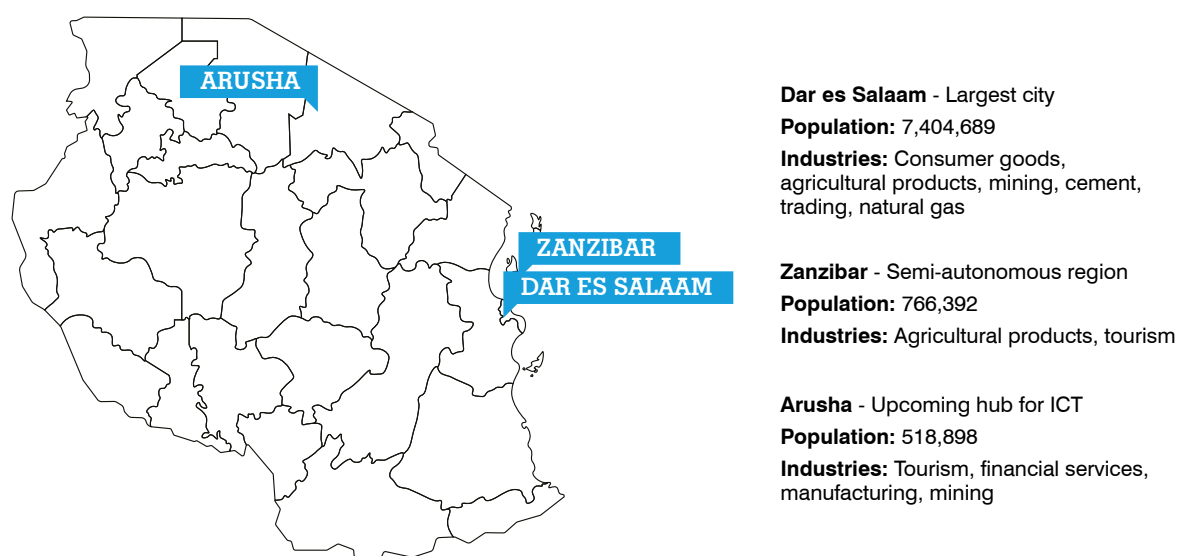 ARUSHA
ZANZIBAR
DAR ES SALAAM
Dar es Salaam - Largest city
Population: 7,404,689
Industries: Consumer goods,
agricultural products, mining, cement,
trading, natural gas
Zanzibar - Semi-autonomous region
Population: 766,392
Industries: Agricultural products, tourism
Arusha - Upcoming hub for ICT
Population: 518,898
Industries: Tourism, financial services,
manufacturing, mining